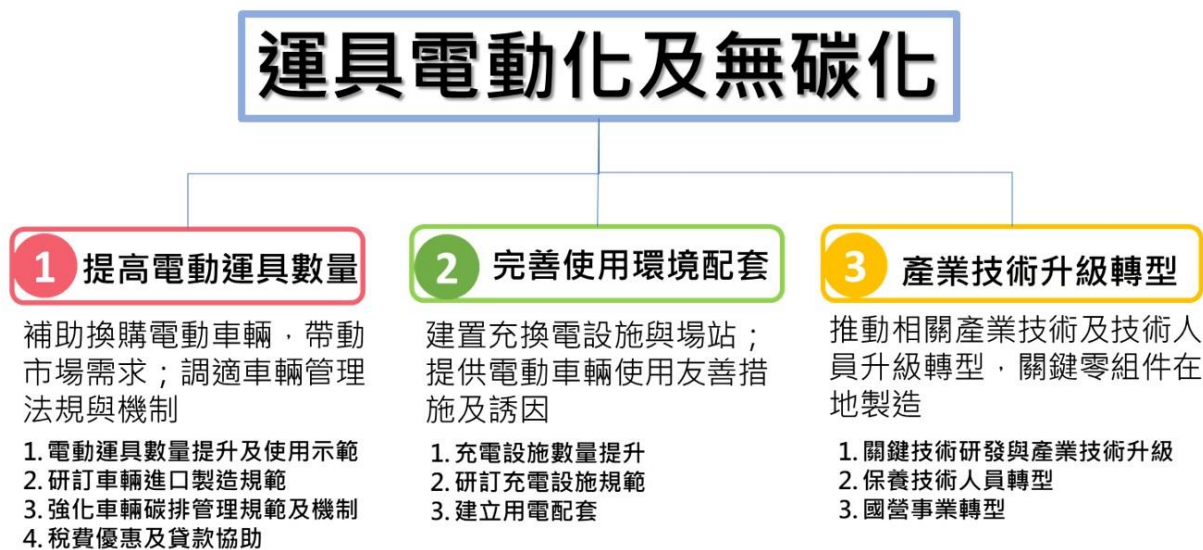 運具電動化及無碳化
1 提高電動運具數量
補助換購電動車輛，帶動
市場需求；調適車輛管理
法規與機制
1. 電動運具數量提升及使用示範
2. 研訂車輛進口製造規範
3. 強化車輛碳排管理規範及機制
4. 稅費優惠及貸款協助
2 完善使用環境配套
建置充換電設施與場站；
提供電動車輛使用友善措
施及誘因
1. 充電設施數量提升
2. 研訂充電設施規範
3. 建立用電配套
3 產業技術升級轉型
推動相關產業技術及技術人
員升級轉型，關鍵零組件在
地製造
1. 關鍵技術研發與產業技術升級
2. 保養技術人員轉型
3. 國營事業轉型